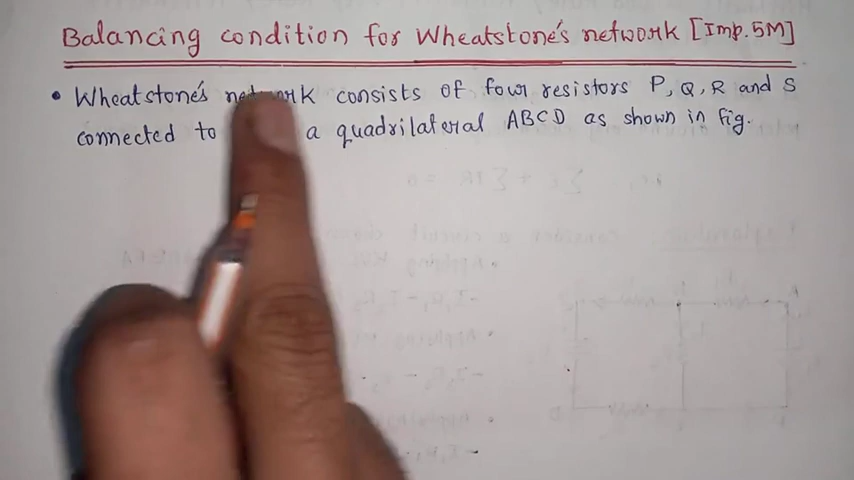 Balancing condition for Wheatstone's network [Imp. 5M]
• Wheatstone's network consists of four resistors P, Q, R and S
connected to a quadrilateral ABCD as shown in fig.